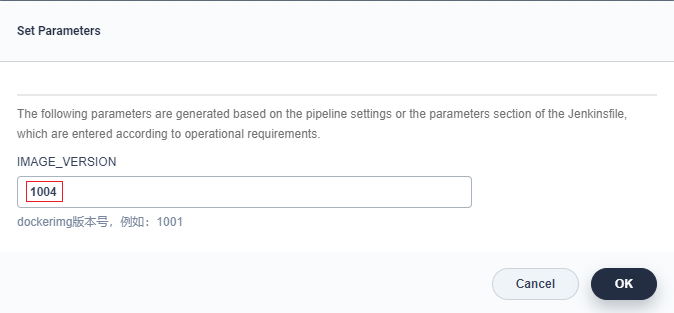 Set Parameters
The following parameters are generated based on the pipeline settings or the parameters section of the Jenkinsfile,
which are entered according to operational requirements.
IMAGE_VERSION
1004
dockerimg版本号，例如：1001
Cancel
OK